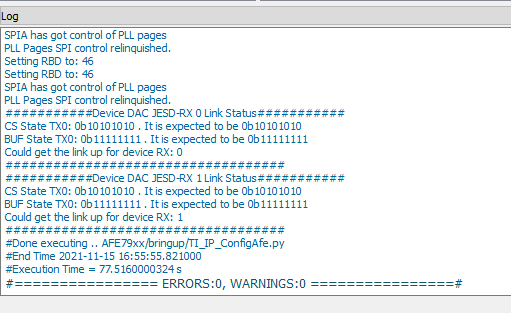 Log
SPIA has got control of PLL pages
PLL Pages SPI control relinquished.
Setting RBD to: 46
Setting RBD to: 46
SPIA has got control of PLL pages
PLL Pages SPI control relinquished.
###########Device DAC JESD-RX 0 Link Status###########
CS State TX0: 0b10101010 . It is expected to be 0b10101010
BUF State TX0: 0b11111111 . It is expected to be 0b11111111
Could get the link up for device RX: 0
###################################
###########Device DAC JESD-RX 1 Link Status###########
CS State TX0: 0b10101010 . It is expected to be 0b10101010
BUF State TX0: 0b11111111 . It is expected to be 0b11111111
Could get the link up for device RX: 1
###################################
#Done executing .. AFE79xx/bringup/TI_IP_ConfigAfe.py
#End Time 2021-11-15 16:55:55.821000
#Execution Time = 77.5160000324 s
#================ ERRORS:0, WARNINGS:0 ================#